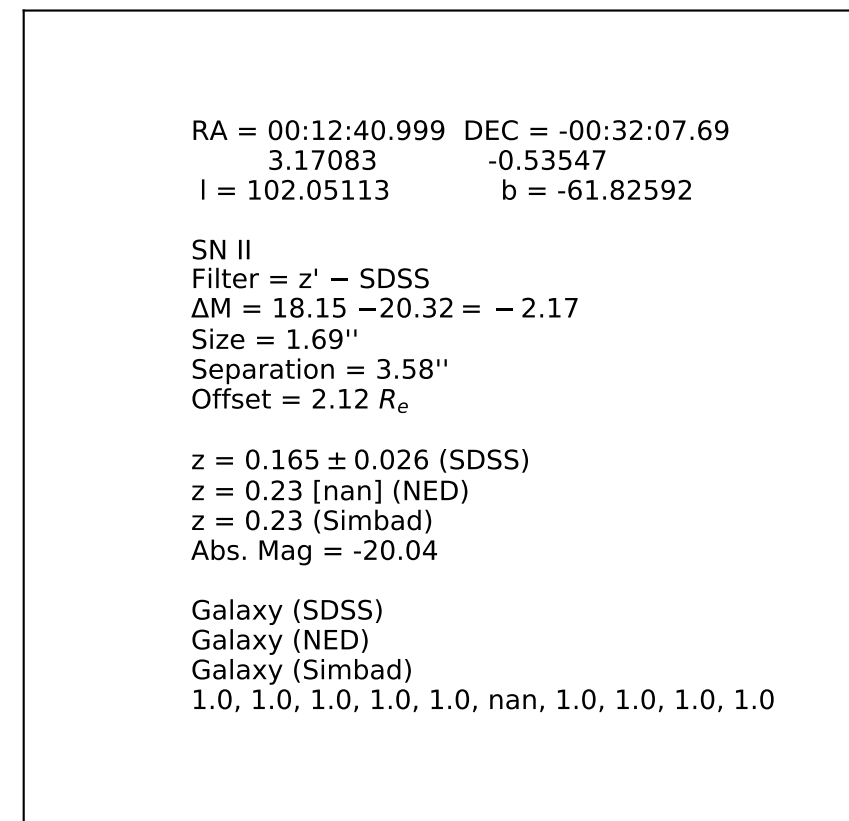 RA = 00:12:40.999  DEC = -00:32:07.69
3.17083 -0.53547
l = 102.05113 b = -61.82592
SN II
Filter = z' − SDSS
ΔM = 18.15 −20.32 = − 2.17
Size = 1.69''
Separation = 3.58''
Offset = 2.12 Rₑ
z = 0.165 ± 0.026 (SDSS)
z = 0.23 [nan] (NED)
z = 0.23 (Simbad)
Abs. Mag = -20.04
Galaxy (SDSS)
Galaxy (NED)
Galaxy (Simbad)
1.0, 1.0, 1.0, 1.0, 1.0, nan, 1.0, 1.0, 1.0, 1.0